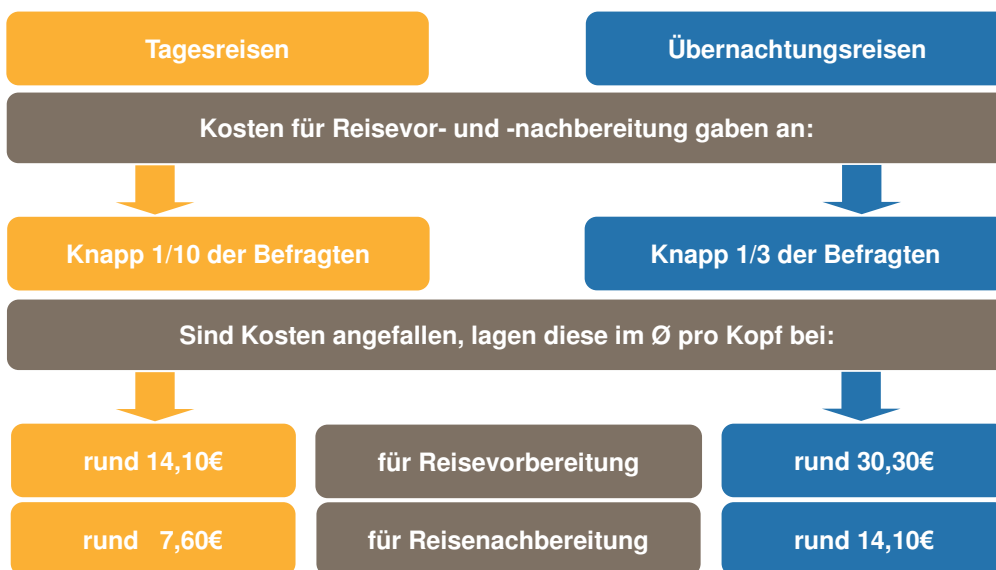 Tagesreisen
Übernachtungsreisen
Kosten für Reisevor- und -nachbereitung gaben an:
Knapp 1/10 der Befragten
Knapp 1/3 der Befragten
Sind Kosten angefallen, lagen diese im Ø pro Kopf bei:
rund 14,10€
für Reisevorbereitung
rund 30,30€
rund 7,60€
für Reisenachbereitung
rund 14,10€